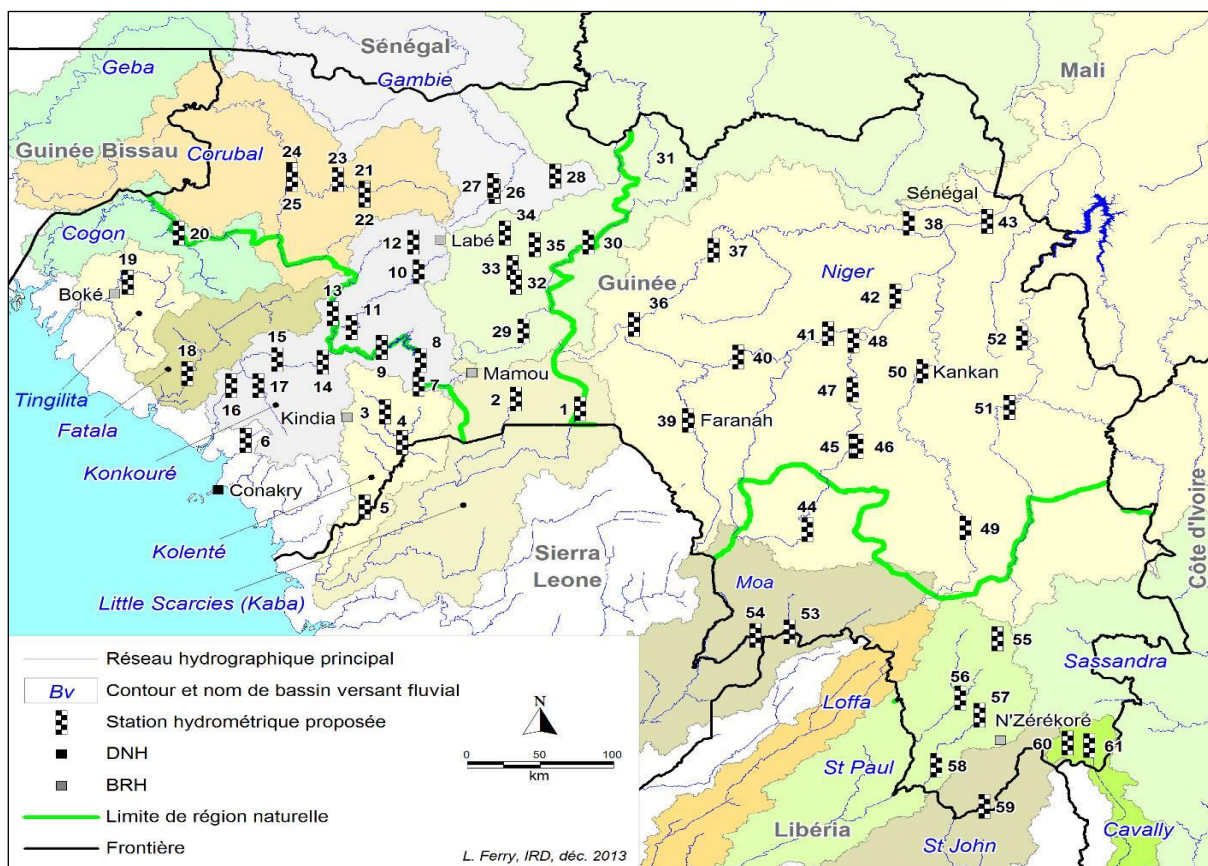 Sénégal
Geba
Gambie
Mali
Guinée Bissau
Corubal
24
23
21
25
22
27
26
28
31
Sénégal
38
43
34
Cogon
20
12
Labé
35
30
37
10
33
32
Guinée
Niger
19
Boké
13
11
36
42
15
29
41
48
52
18
8
9
14
40
16
17
7
Mamou
50
Kankan
47
Tingilita
Kindia
3
4
2
1
39
Faranah
51
Fatala
6
45
46
Konkouré
Conakry
5
44
49
Côte d'Ivoire
Kolenté
Sierra
Leone
Moa
Little Scarcies (Kaba)
54
53
55
Sassandra
56
57
Loffa
N'Zérékoré
60
61
St Paul
58
59
Libéria
St John
Cavally
Réseau hydrographique principal
Bv Contour et nom de bassin versant fluvial
Station hydrométrique proposée
DNH
BRH
Limite de région naturelle
Frontière
N
0 50 100
km
L. Ferry, IRD, déc. 2013